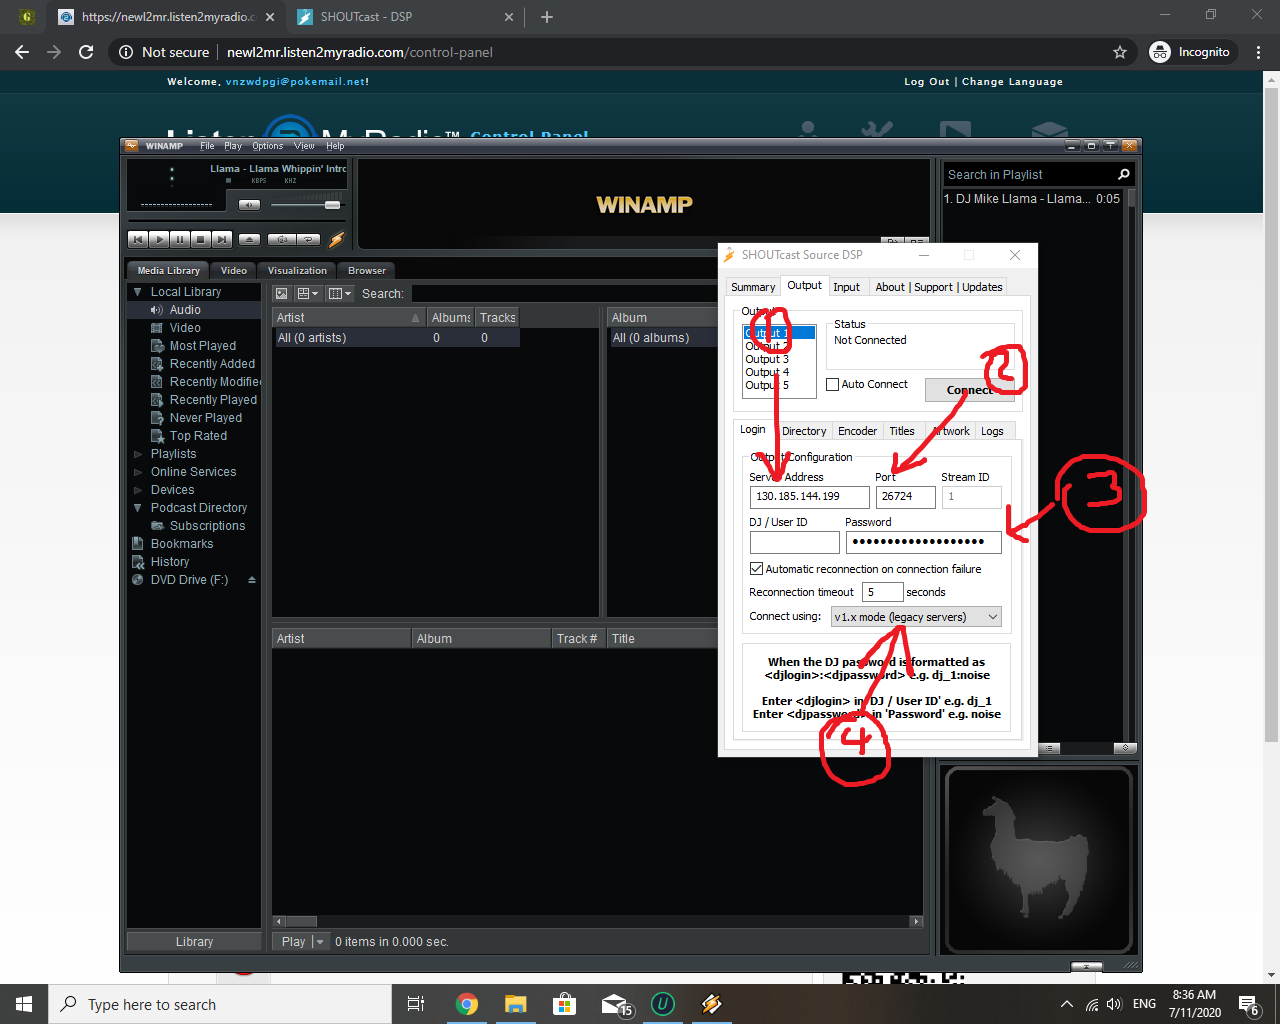 https://newl2mr.listen2myradio.c
SHOUTcast - DSP
Not secure
newl2mr.listen2myradio.com/control-panel
Incognito
Welcome, vnzwdpgi@pokemail.net!
Log Out | Change Language
Listen MyRadio™ Control Panel
WINAMP File Play Options View Help
Llama - Llama Whippin' Intro
KBPS KHZ
WINAMP
Search in Playlist
1. DJ Mike Llama - Llama... 0:05
Media Library Video Visualization Browser
Local Library
Audio
Video
Most Played
Recently Added
Recently Modifie
Recently Played
Never Played
Top Rated
Playlists
Online Services
Devices
Podcast Directory
Subscriptions
Bookmarks
History
DVD Drive (F:)
Library
Search:
Artist Albums Tracks
All (0 artists) 0 0
Album
All (0 albums)
Artist Album Track # Title
Play 0 items in 0.000 sec.
SHOUTcast Source DSP
Summary Output Input About | Support | Updates
Output 1
Output 2
Output 3
Output 4
Output 5
Status
Not Connected
Auto Connect
Connect
Login Directory Encoder Titles Artwork Logs
Output Configuration
Server Address Port Stream ID
130.185.144.199 26724 1
DJ / User ID Password
Automatic reconnection on connection failure
Reconnection timeout 5 seconds
Connect using: v1.x mode (legacy servers)
When the DJ password is formatted as
<djlogin>:<djpassword> e.g. dj_1:noise
Enter <djlogin> in 'DJ / User ID' e.g. dj_1
Enter <djpassword> in 'Password' e.g. noise
1
2
3
4
Type here to search
15
ENG
8:36 AM
7/11/2020
6